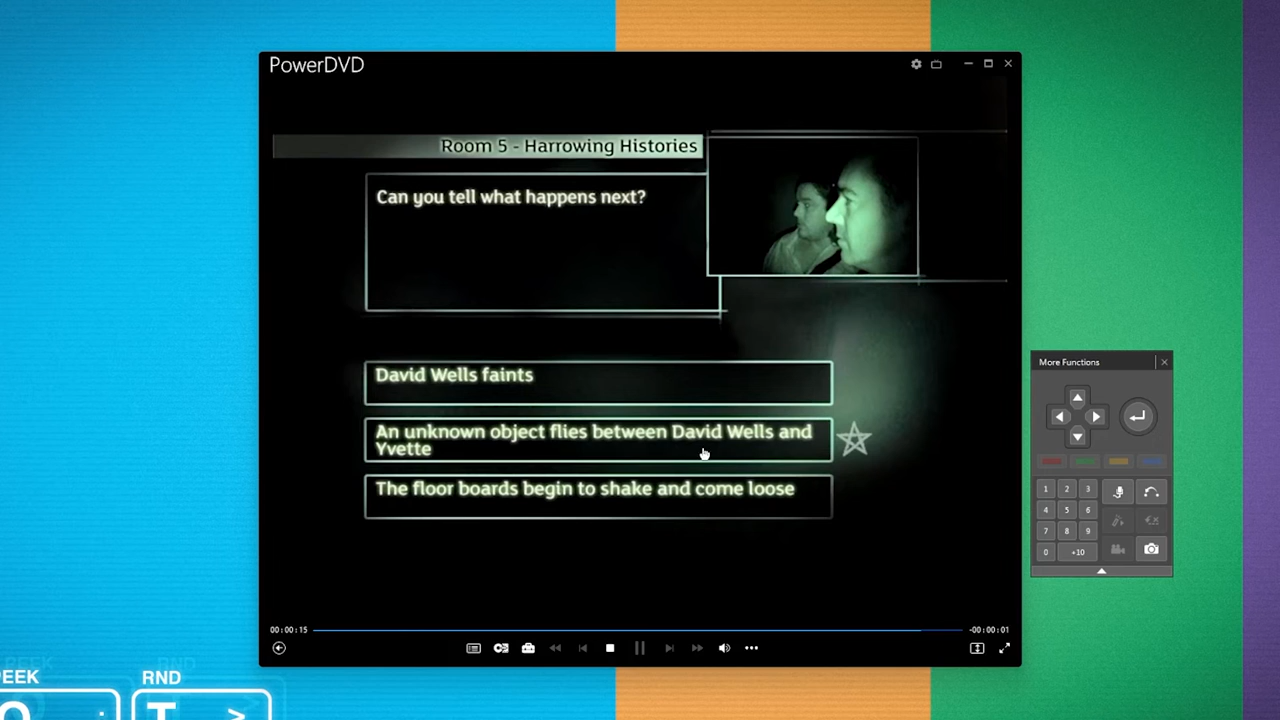 PowerDVD
Room 5 - Harrowing Histories
Can you tell what happens next?
David Wells faints
An unknown object flies between David Wells and
Yvette
The floor boards begin to shake and come loose
More Functions
1 2 3
4 5 6
7 8 9
0 +10
00:00:15
-00:00:01
EEK
RND
T >